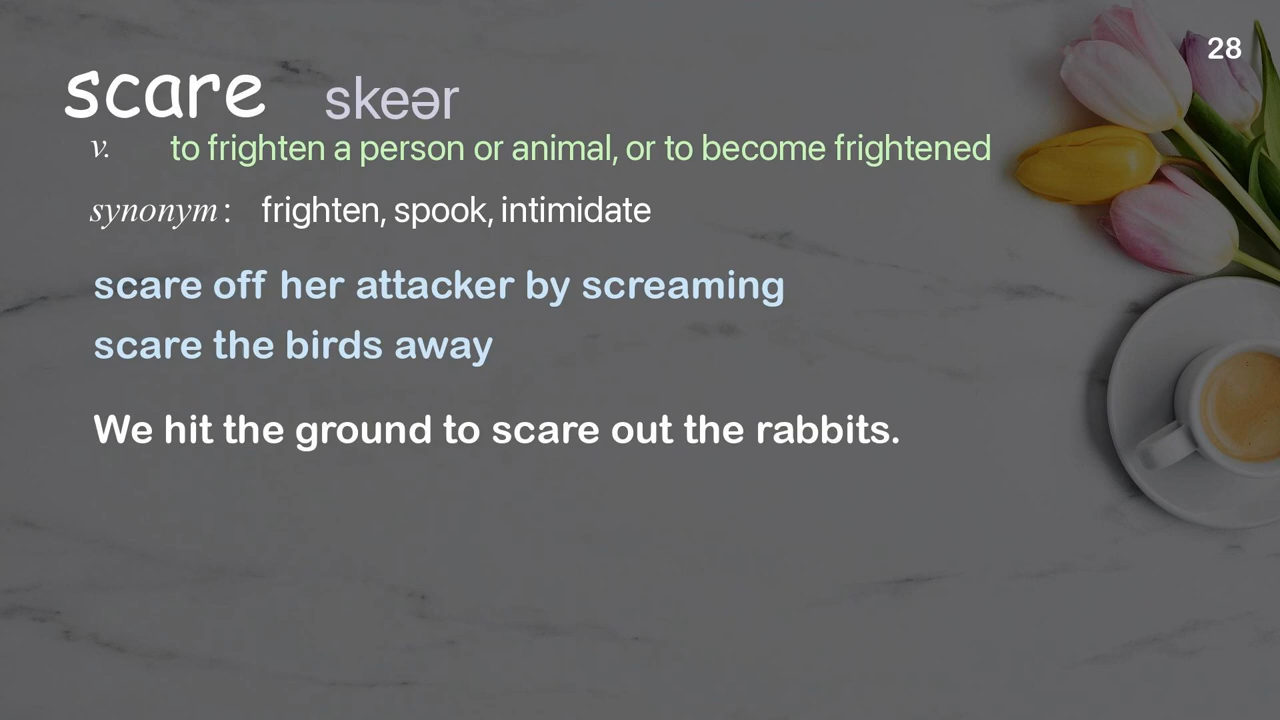 28
scare skeər
v. to frighten a person or animal, or to become frightened
synonym: frighten, spook, intimidate
scare off her attacker by screaming
scare the birds away
We hit the ground to scare out the rabbits.